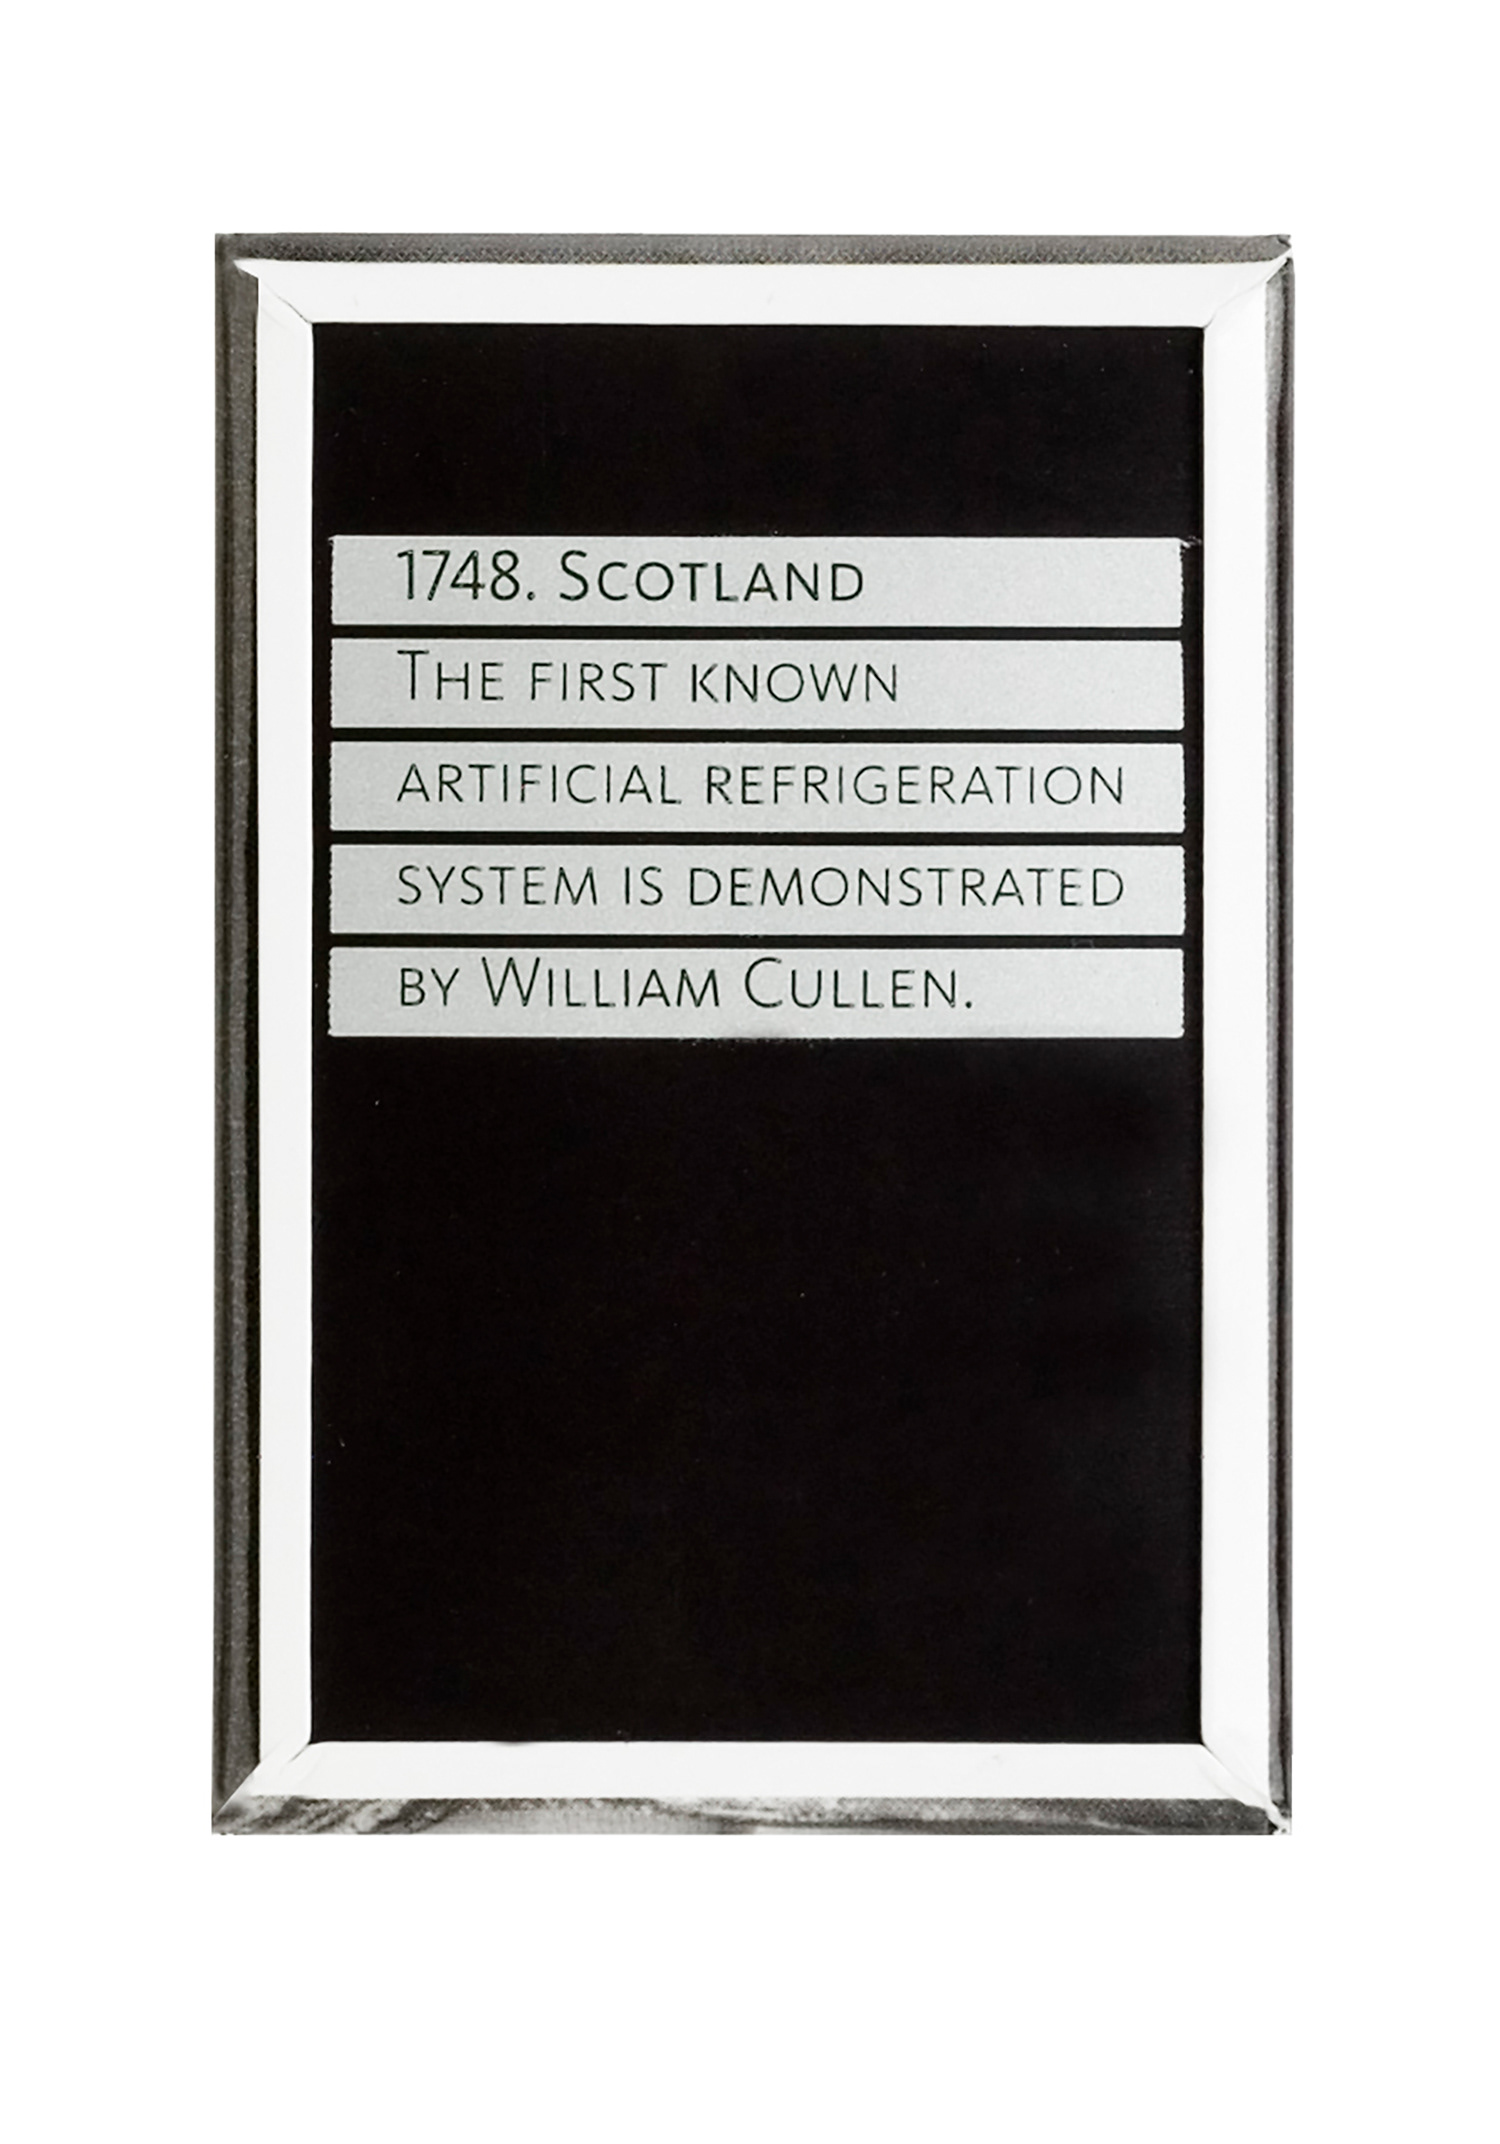 1748. Scotland
The first known
artificial refrigeration
system is demonstrated
by William Cullen.